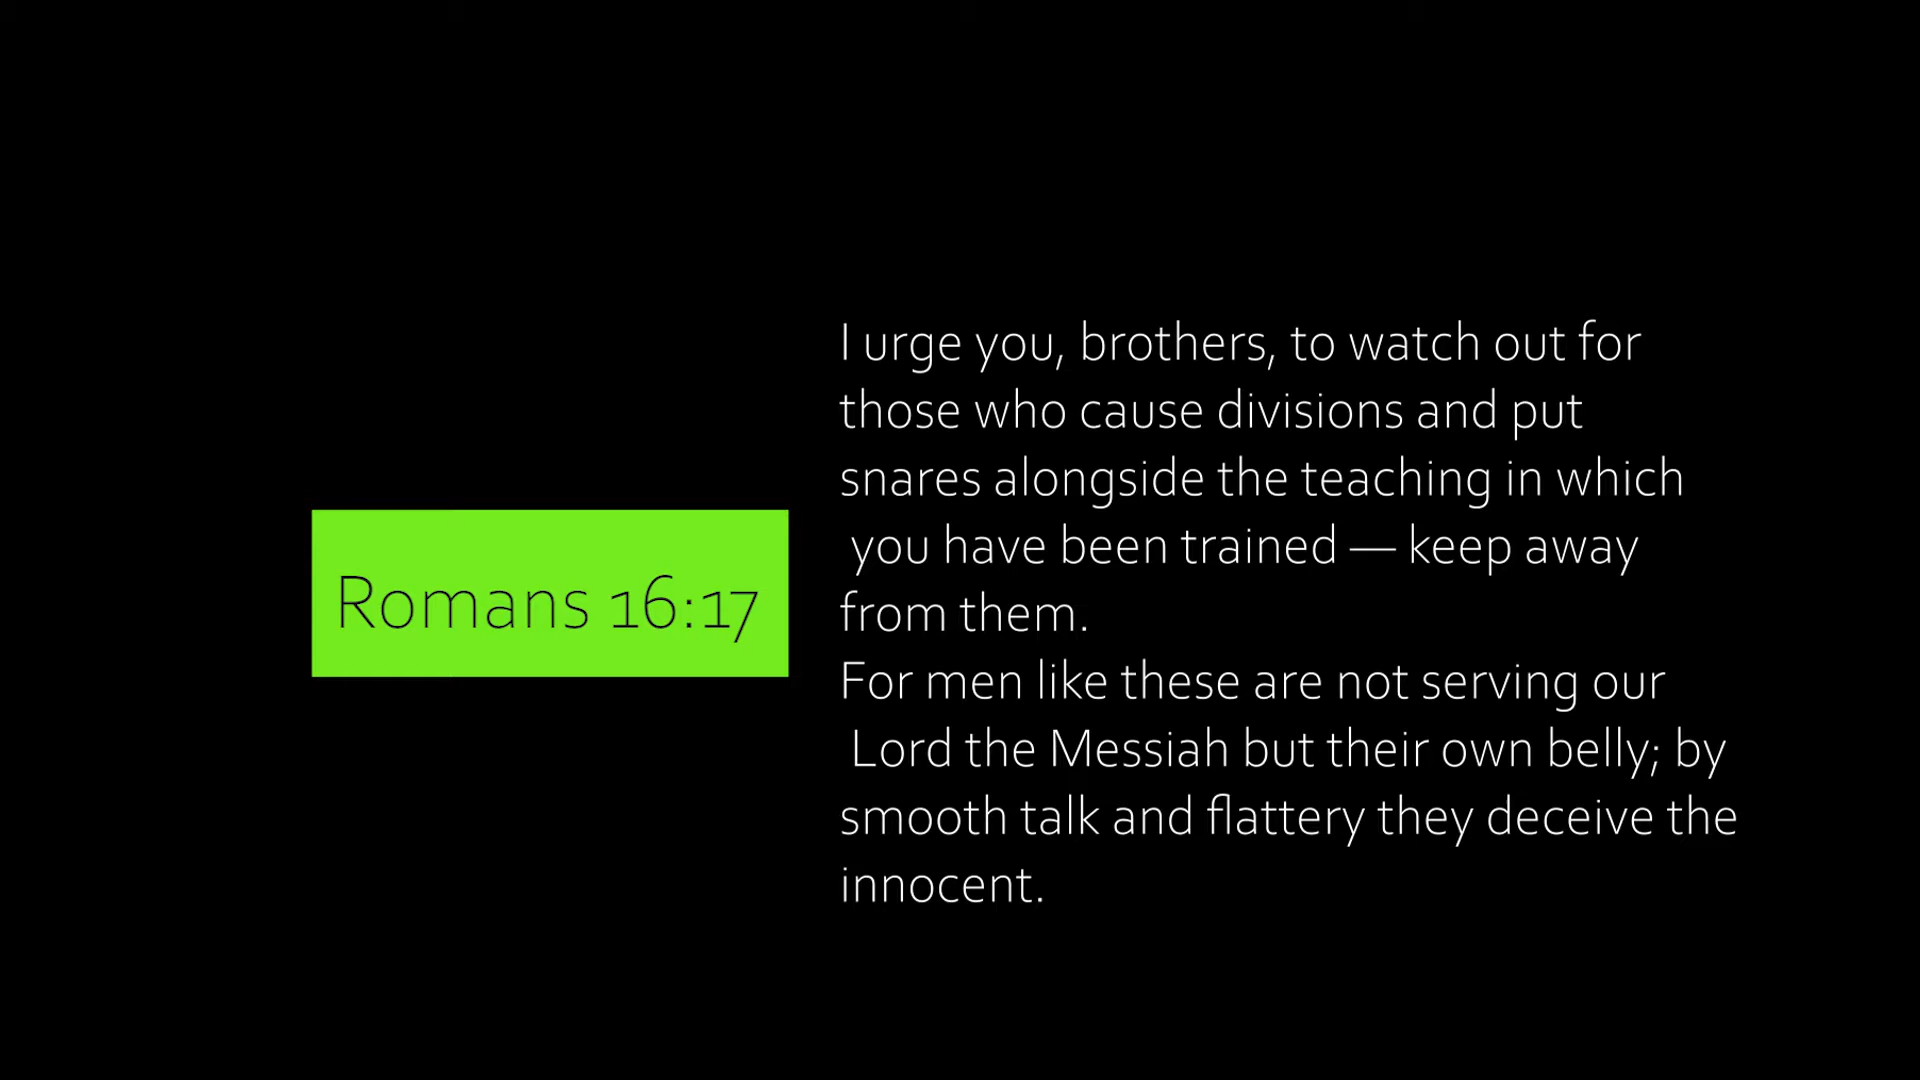 Romans 16:17
I urge you, brothers, to watch out for
those who cause divisions and put
snares alongside the teaching in which
you have been trained — keep away
from them.
For men like these are not serving our
Lord the Messiah but their own belly; by
smooth talk and flattery they deceive the
innocent.